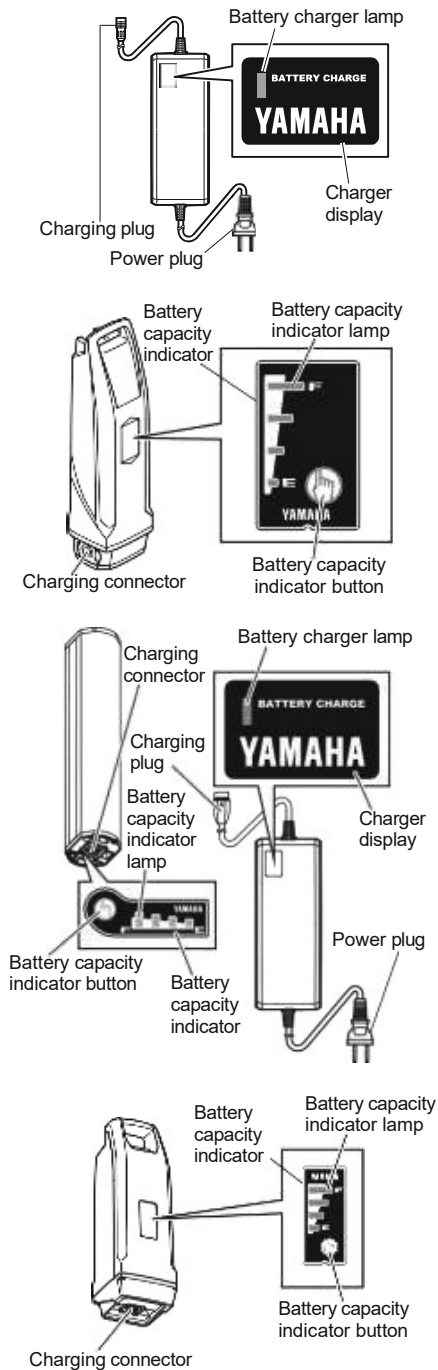 Battery charger lamp
BATTERY CHARGE
YAMAHA
Charger
display
Charging plug
Power plug
Battery
capacity
indicator
Battery capacity
indicator lamp
F
E
YAMAHA
Charging connector
Battery capacity
indicator button
Battery charger lamp
Charging
connector
BATTERY CHARGE
YAMAHA
Charging
plug
Charger
display
Battery
capacity
indicator
lamp
YAMAHA
Power plug
Battery capacity
indicator button
Battery
capacity
indicator
Battery capacity
indicator lamp
Battery
capacity
indicator
YAMAHA
F
E
Battery capacity
indicator button
Charging connector